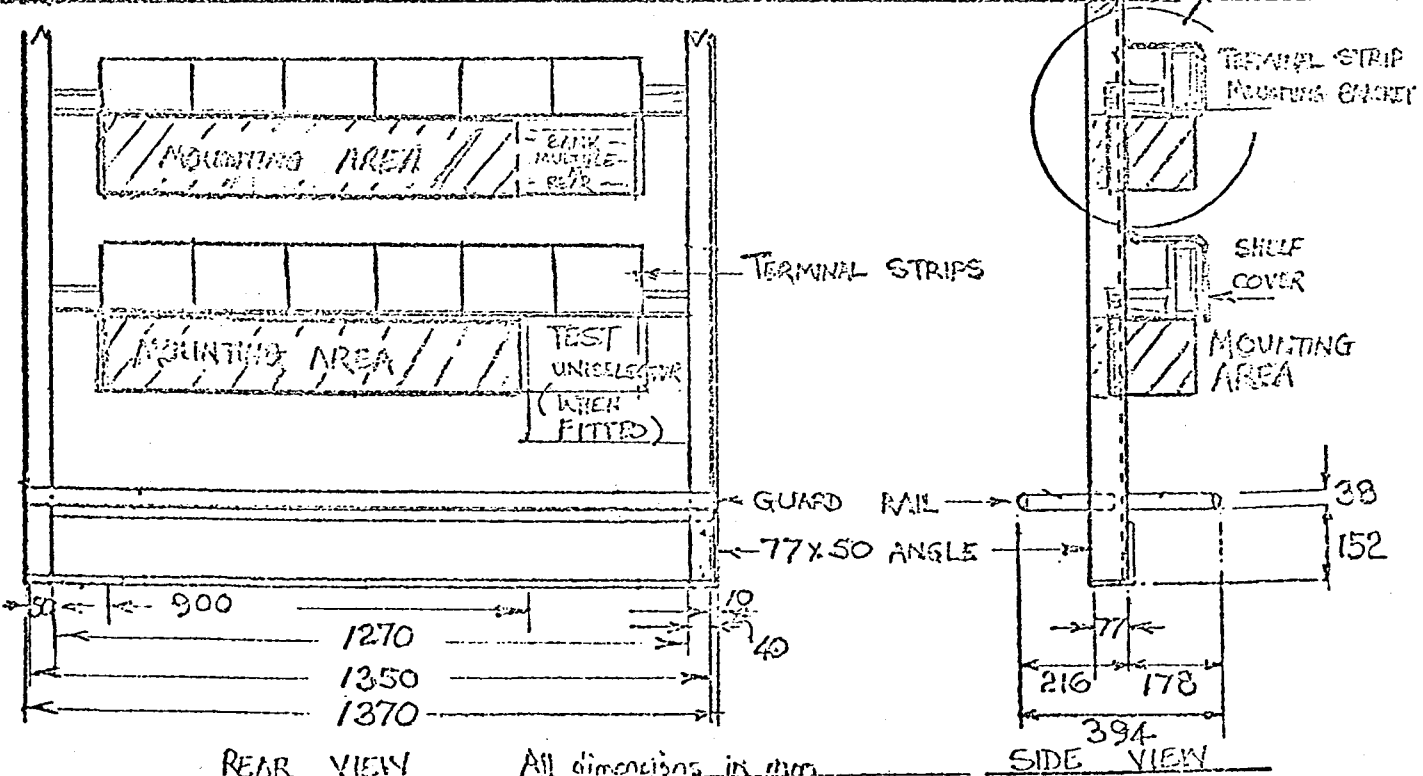 TERMINAL STRIP
MOUNTING BRACKET
MOUNTING AREA
BANK
MULTIPLE
REAR
TERMINAL STRIPS
SHELF
COVER
MOUNTING AREA
TEST
UNISELECTOR
(WHEN
FITTED)
MOUNTING
AREA
GUARD RAIL
38
77X50 ANGLE
152
50
900
10
1270
40
77
1350
216
178
1370
394
REAR VIEW
All dimencions in mm
SIDE VIEW